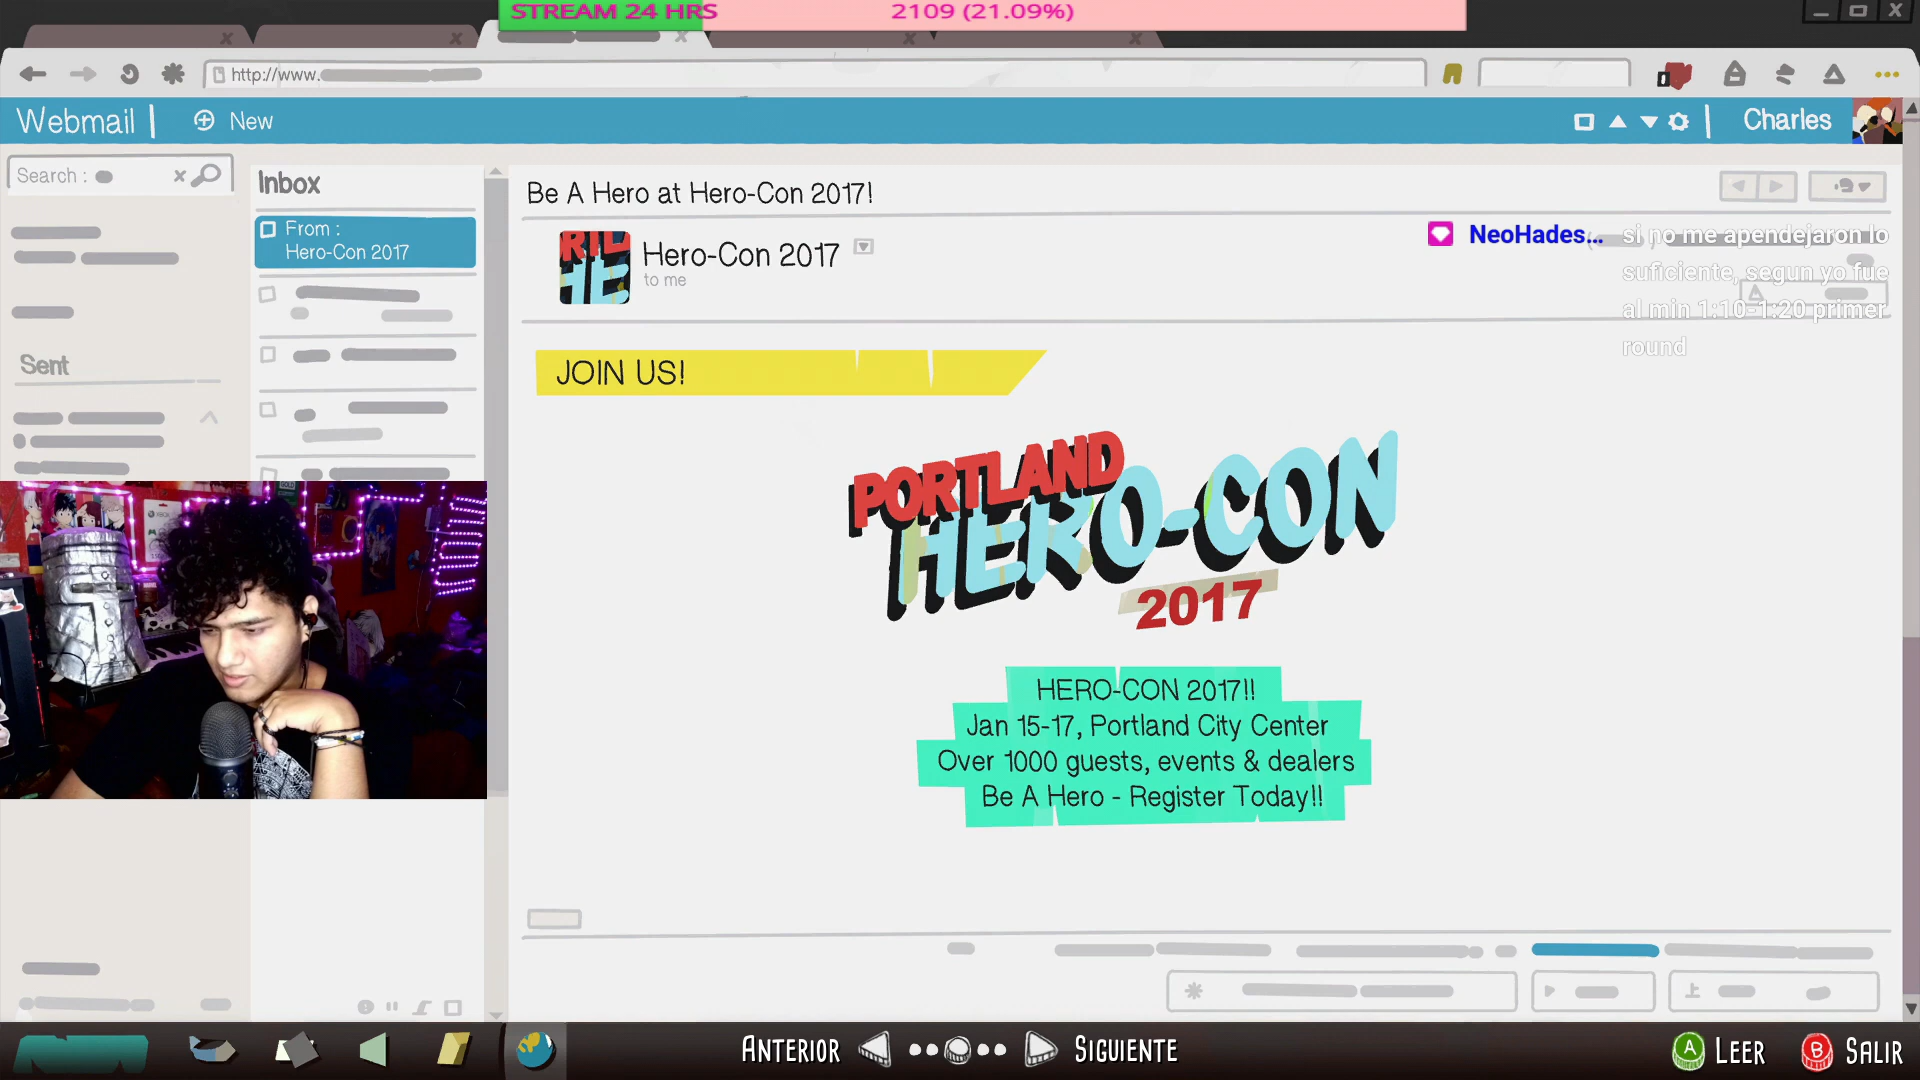 STREAM 24 HRS
2109 (21.09%)
http://www.
Webmail
New
Charles
Search :
Inbox
From :
Hero-Con 2017
Sent
Be A Hero at Hero-Con 2017!
Hero-Con 2017
to me
NeoHades...
si no me apendejaron lo
suficiente, segun yo fue
al min 1:10-1:20 primer
round
JOIN US!
PORTLAND
HERO-CON
2017
HERO-CON 2017!!
Jan 15-17, Portland City Center
Over 1000 guests, events & dealers
Be A Hero - Register Today!!
ANTERIOR
SIGUIENTE
A LEER
B SALIR